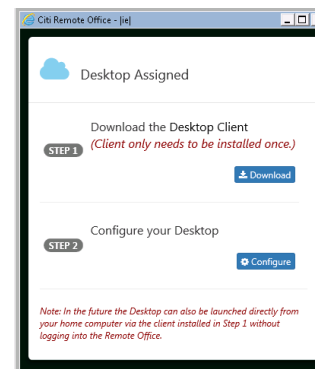 Citi Remote Office - |ie|
Desktop Assigned
Download the Desktop Client
STEP 1
(Client only needs to be installed once.)
Download
Configure your Desktop
STEP 2
Configure
Note: In the future the Desktop can also be launched directly from
your home computer via the client installed in Step 1 without
logging into the Remote Office.